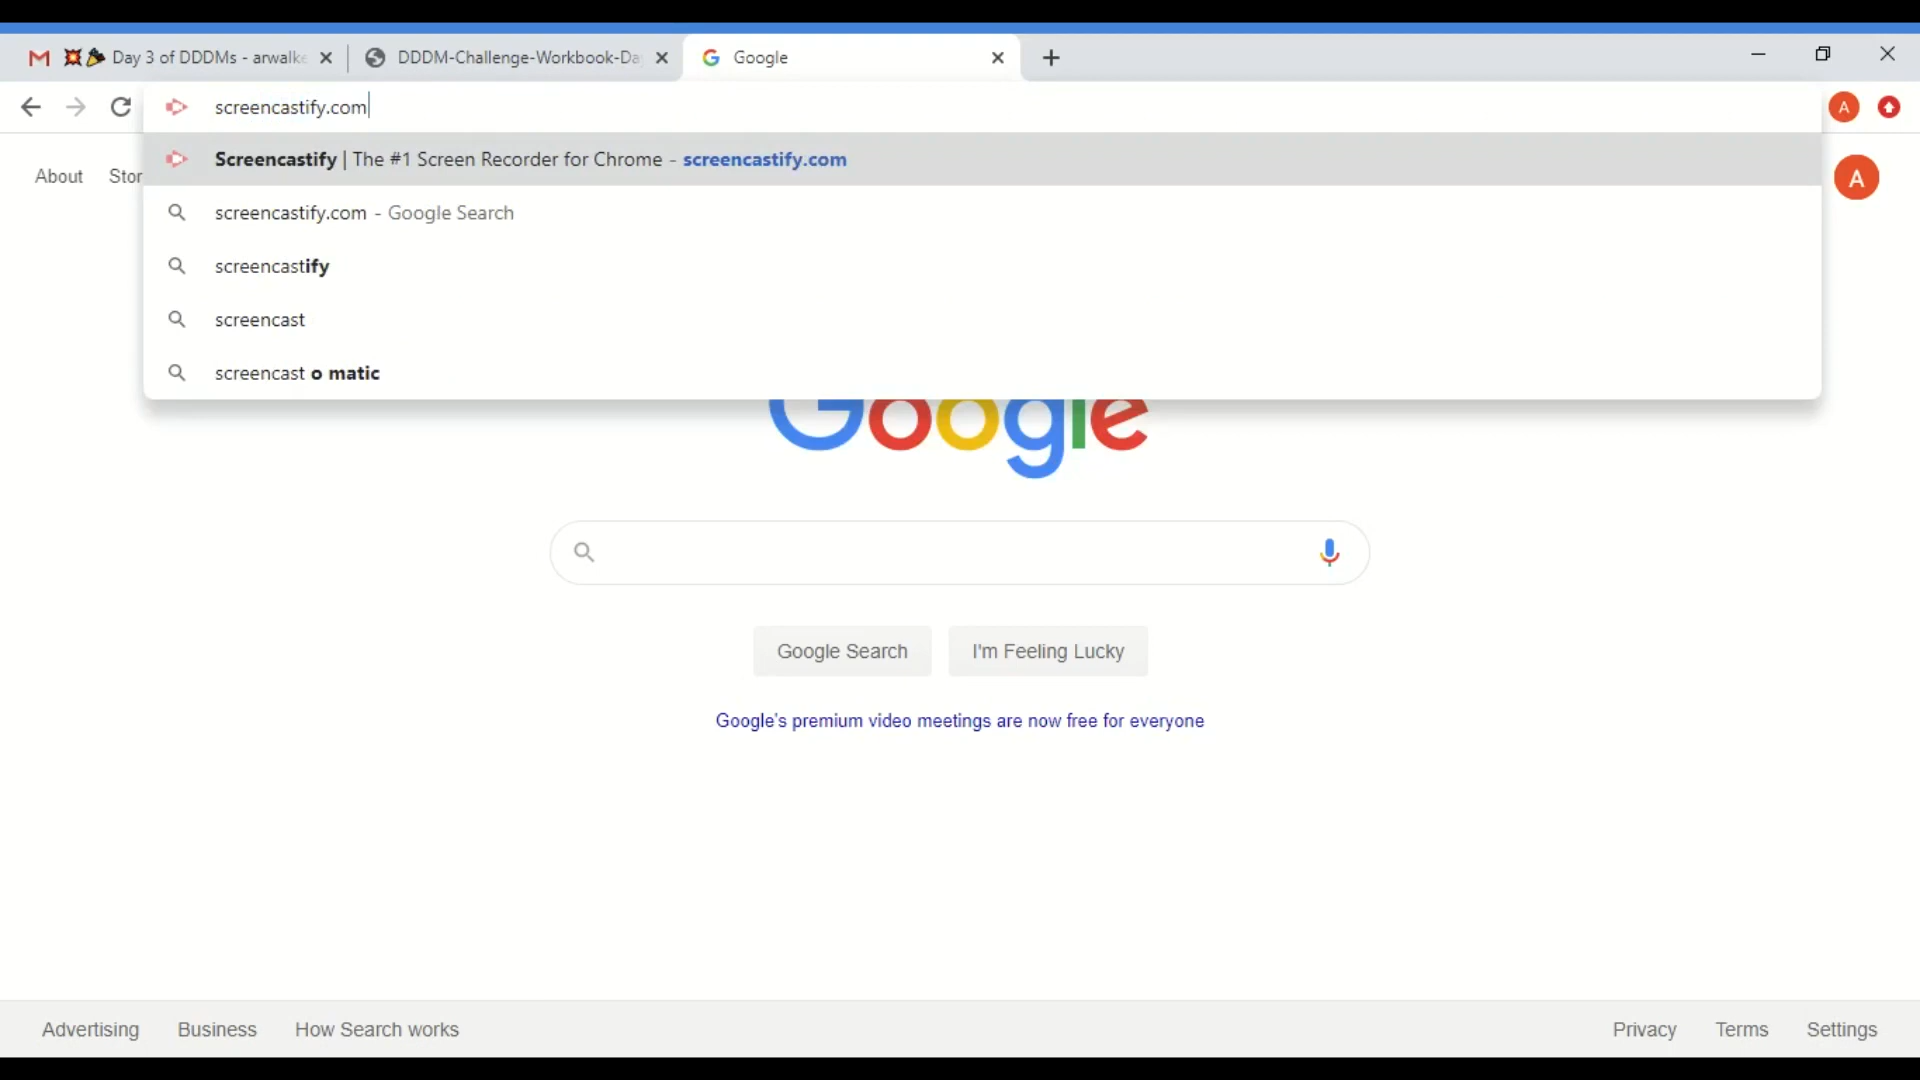 Day 3 of DDDMs - arwalke
DDDM-Challenge-Workbook-Da
Google
screencastify.com
A
Screencastify | The #1 Screen Recorder for Chrome - screencastify.com
About Stor
A
screencastify.com - Google Search
screencastify
screencast
screencast o matic
Google
Google Search I'm Feeling Lucky
Google's premium video meetings are now free for everyone
Advertising Business How Search works Privacy Terms Settings